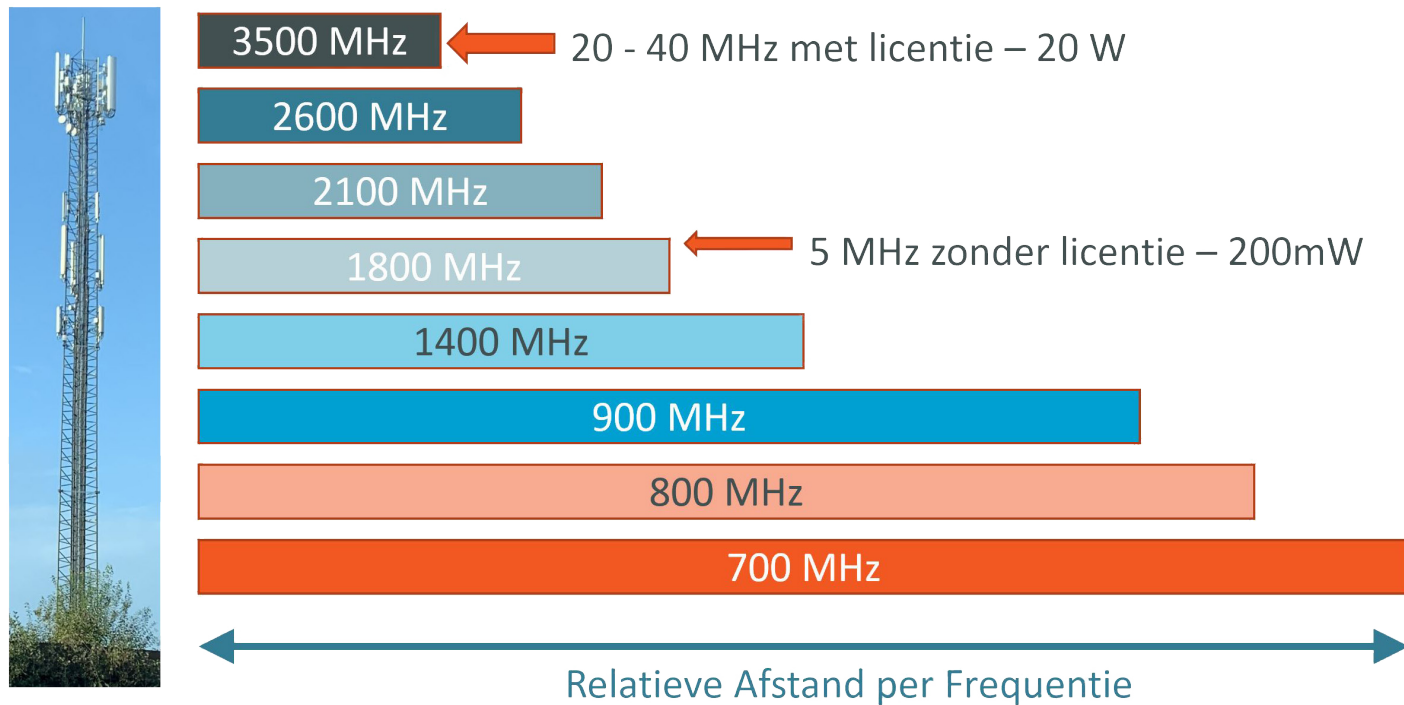 3500 MHz
20 - 40 MHz met licentie – 20 W
2600 MHz
2100 MHz
1800 MHz
5 MHz zonder licentie – 200mW
1400 MHz
900 MHz
800 MHz
700 MHz
Relatieve Afstand per Frequentie